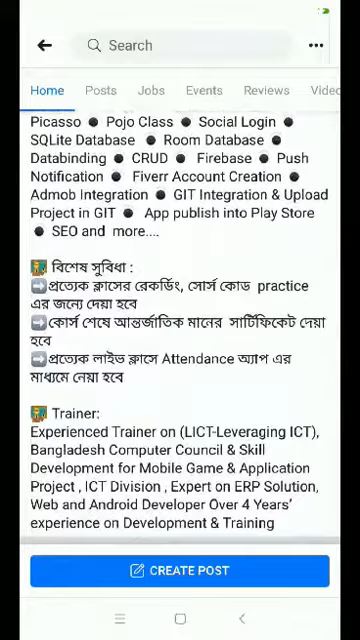 Search
Home Posts Jobs Events Reviews Video
Picasso ● Pojo Class ● Social Login ●
SQLite Database ● Room Database ●
Databinding ● CRUD ● Firebase ● Push
Notification ● Fiverr Account Creation ●
Admob Integration ● GIT Integration & Upload
Project in GIT ● App publish into Play Store
● SEO and more....
বিশেষ সুবিধা :
➡️প্রত্যেক ক্লাসের রেকর্ডিং, সোর্স কোড practice
এর জন্যে দেয়া হবে
➡️কোর্স শেষে আন্তর্জাতিক মানের সার্টিফিকেট দেয়া
হবে
➡️প্রত্যেক লাইভ ক্লাসে Attendance অ্যাপ এর
মাধ্যমে নেয়া হবে
Trainer:
Experienced Trainer on (LICT-Leveraging ICT),
Bangladesh Computer Council & Skill
Development for Mobile Game & Application
Project , ICT Division , Expert on ERP Solution,
Web and Android Developer Over 4 Years’
experience on Development & Training
CREATE POST